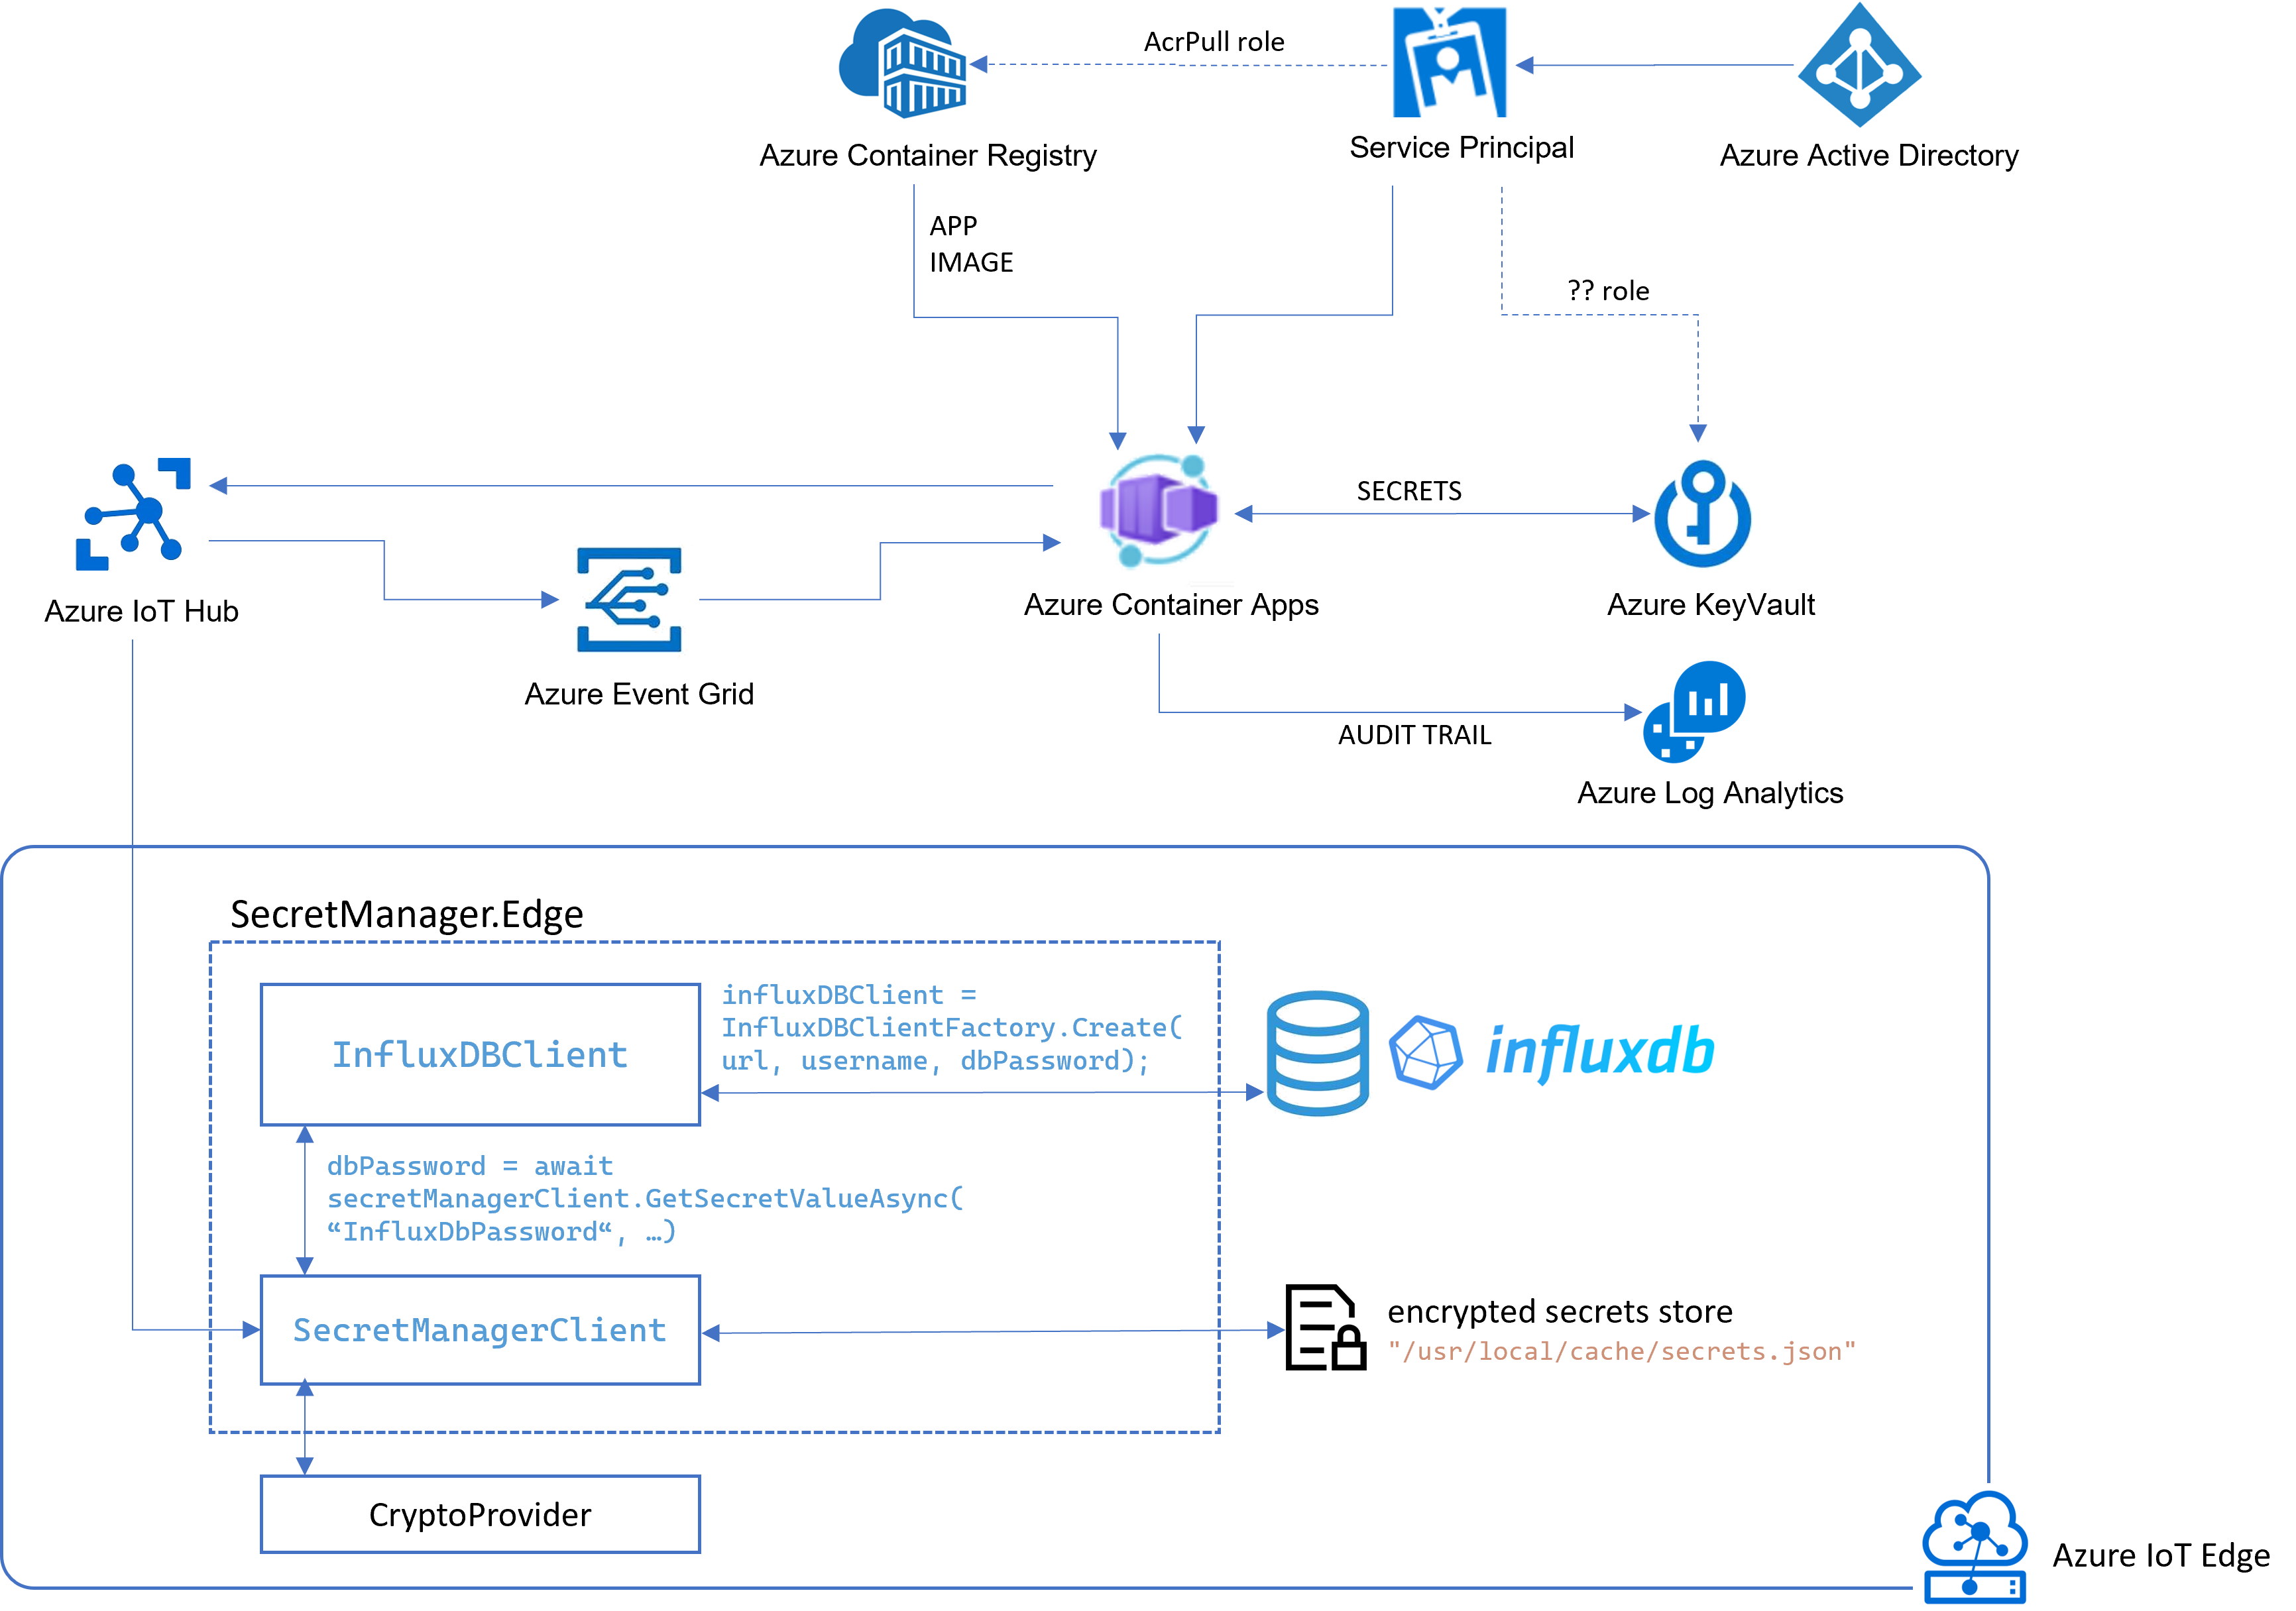 AcrPull role
Azure Container Registry
Service Principal
Azure Active Directory
APP
IMAGE
?? role
SECRETS
Azure IoT Hub
Azure Event Grid
Azure Container Apps
Azure KeyVault
AUDIT TRAIL
Azure Log Analytics
SecretManager.Edge
InfluxDBClient
influxDBClient =
InfluxDBClientFactory.Create(
url, username, dbPassword);
influxdb
dbPassword = await
secretManagerClient.GetSecretValueAsync(
“InfluxDbPassword“, …)
SecretManagerClient
encrypted secrets store
"/usr/local/cache/secrets.json"
CryptoProvider
Azure IoT Edge